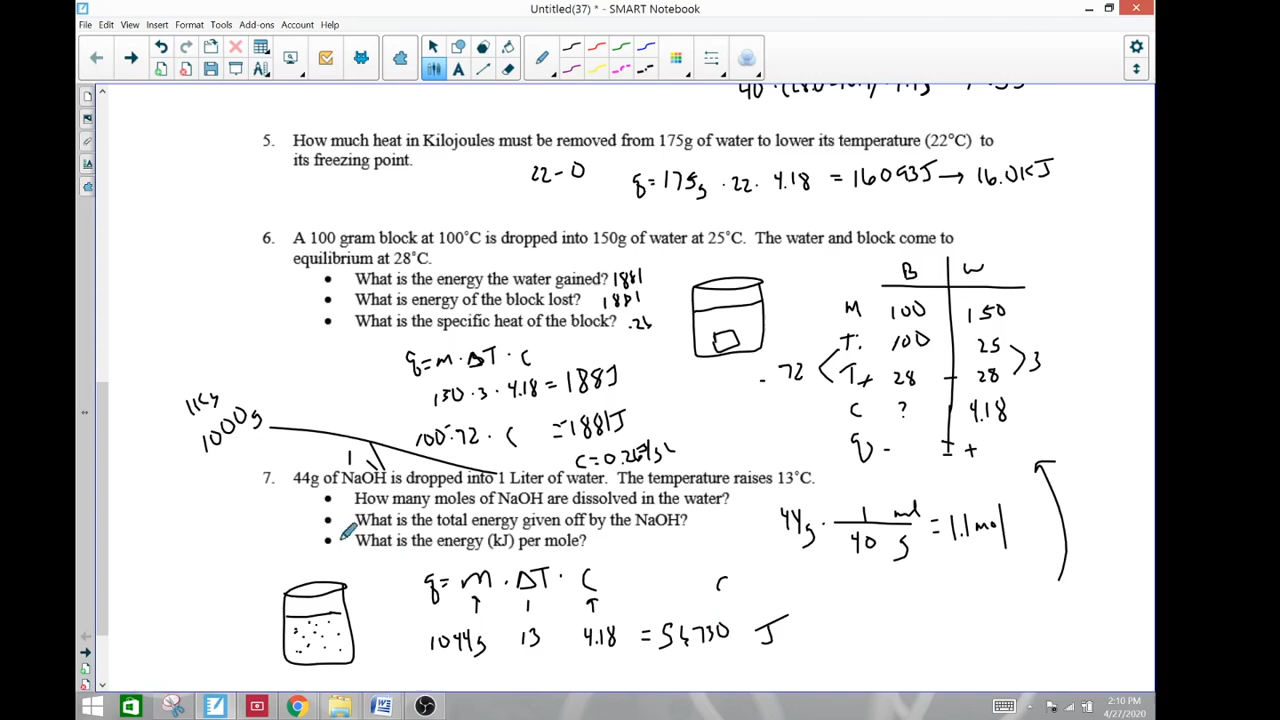 Untitled(37) * - SMART Notebook
File Edit View Insert Format Tools Add-ons Account Help
5. How much heat in Kilojoules must be removed from 175g of water to lower its temperature (22°C) to
its freezing point.
22-0
q=175g · 22 · 4.18 = 16093J → 16.0KJ
6. A 100 gram block at 100°C is dropped into 150g of water at 25°C. The water and block come to
equilibrium at 28°C.
• What is the energy the water gained? 1881
• What is energy of the block lost? 1881
• What is the specific heat of the block? .26
B W
M 100 150
Ti 100 25
- 72 Tf 28 28 3
C ? 4.18
q - +
q=m·ΔT·C
150·3·4.18 = 1881J
100·-72·C =-1881J
1Kg
1000g
1
7. 44g of NaOH is dropped into 1 Liter of water. The temperature raises 13°C.
• How many moles of NaOH are dissolved in the water?
• What is the total energy given off by the NaOH?
• What is the energy (kJ) per mole?
44g · 1 mol / 40 g = 1.1 mol
q= m · ΔT · C
1044g 13 4.18 = 56730 J
2:10 PM
4/27/2020